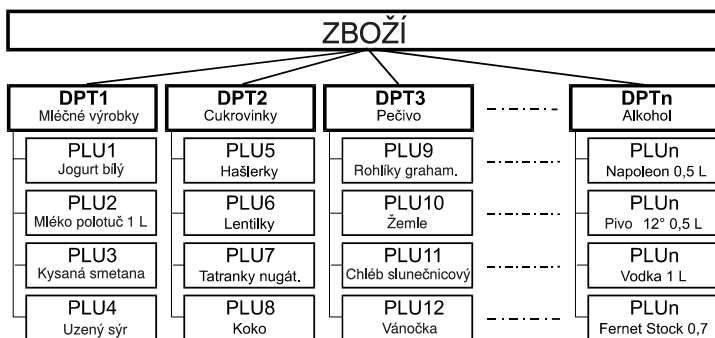 ZBOŽÍ
DPT1
Mléčné výrobky
DPT2
Cukrovinky
DPT3
Pečivo
DPTn
Alkohol
PLU1
Jogurt bílý
PLU5
Hašlerky
PLU9
Rohlíky graham.
PLUn
Napoleon 0,5 L
PLU2
Mléko polotuč 1 L
PLU6
Lentilky
PLU10
Žemle
PLUn
Pivo 12° 0,5 L
PLU3
Kysaná smetana
PLU7
Tatranky nugát.
PLU11
Chléb slunečnicový
PLUn
Vodka 1 L
PLU4
Uzený sýr
PLU8
Koko
PLU12
Vánočka
PLUn
Fernet Stock 0,7